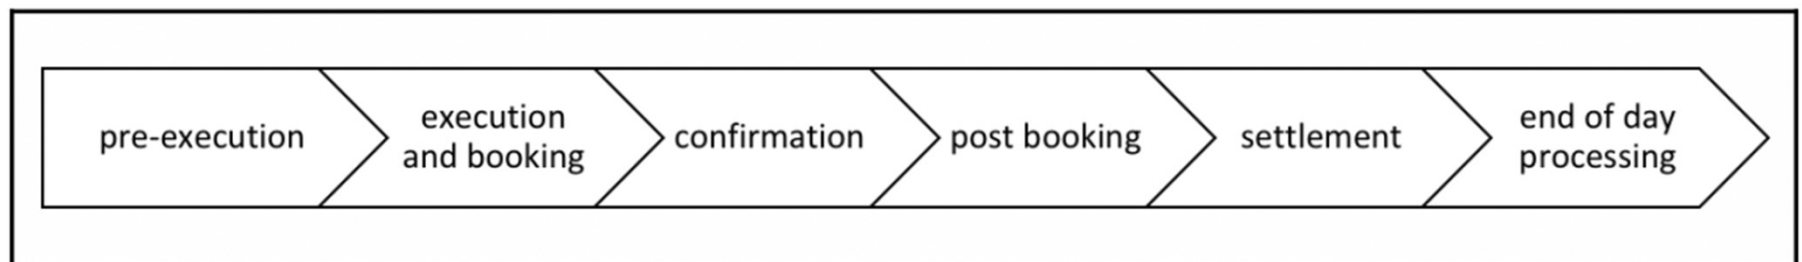 pre-execution
execution
and booking
confirmation
post booking
settlement
end of day
processing